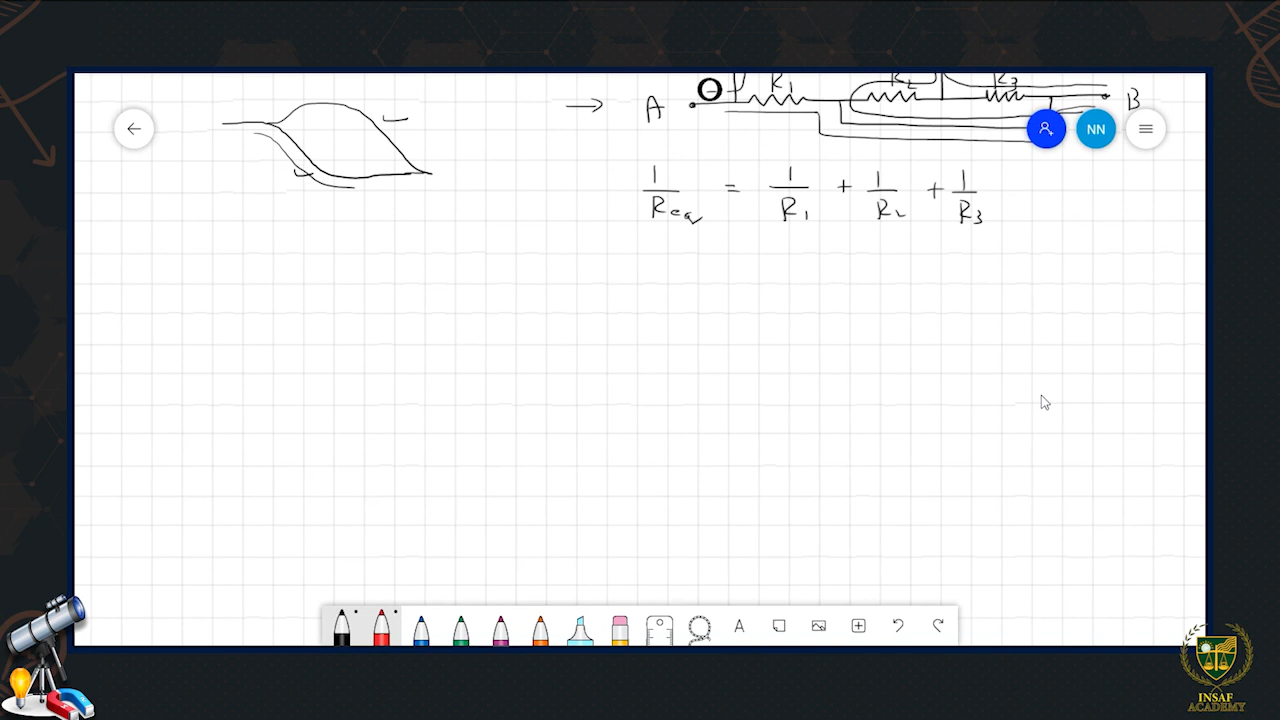 R1 R2 R3
→ A B
NN
1/Req = 1/R1 + 1/R2 + 1/R3
A
INSAF
ACADEMY